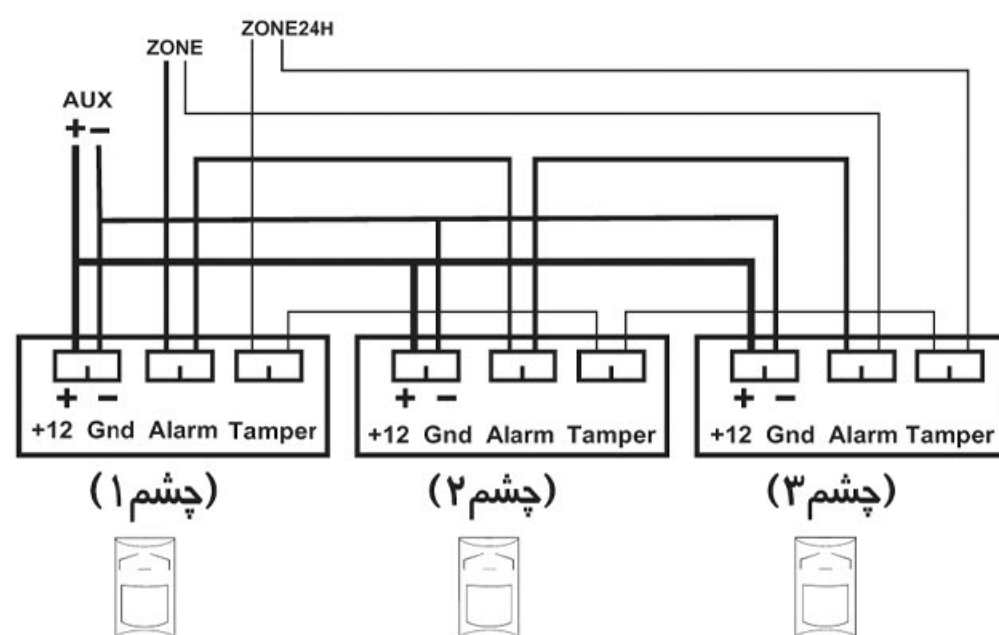 ZONE24H
ZONE
AUX
+ −
+ − + − + −
+12 Gnd Alarm Tamper +12 Gnd Alarm Tamper +12 Gnd Alarm Tamper
(چشم۱) (چشم۲) (چشم۳)